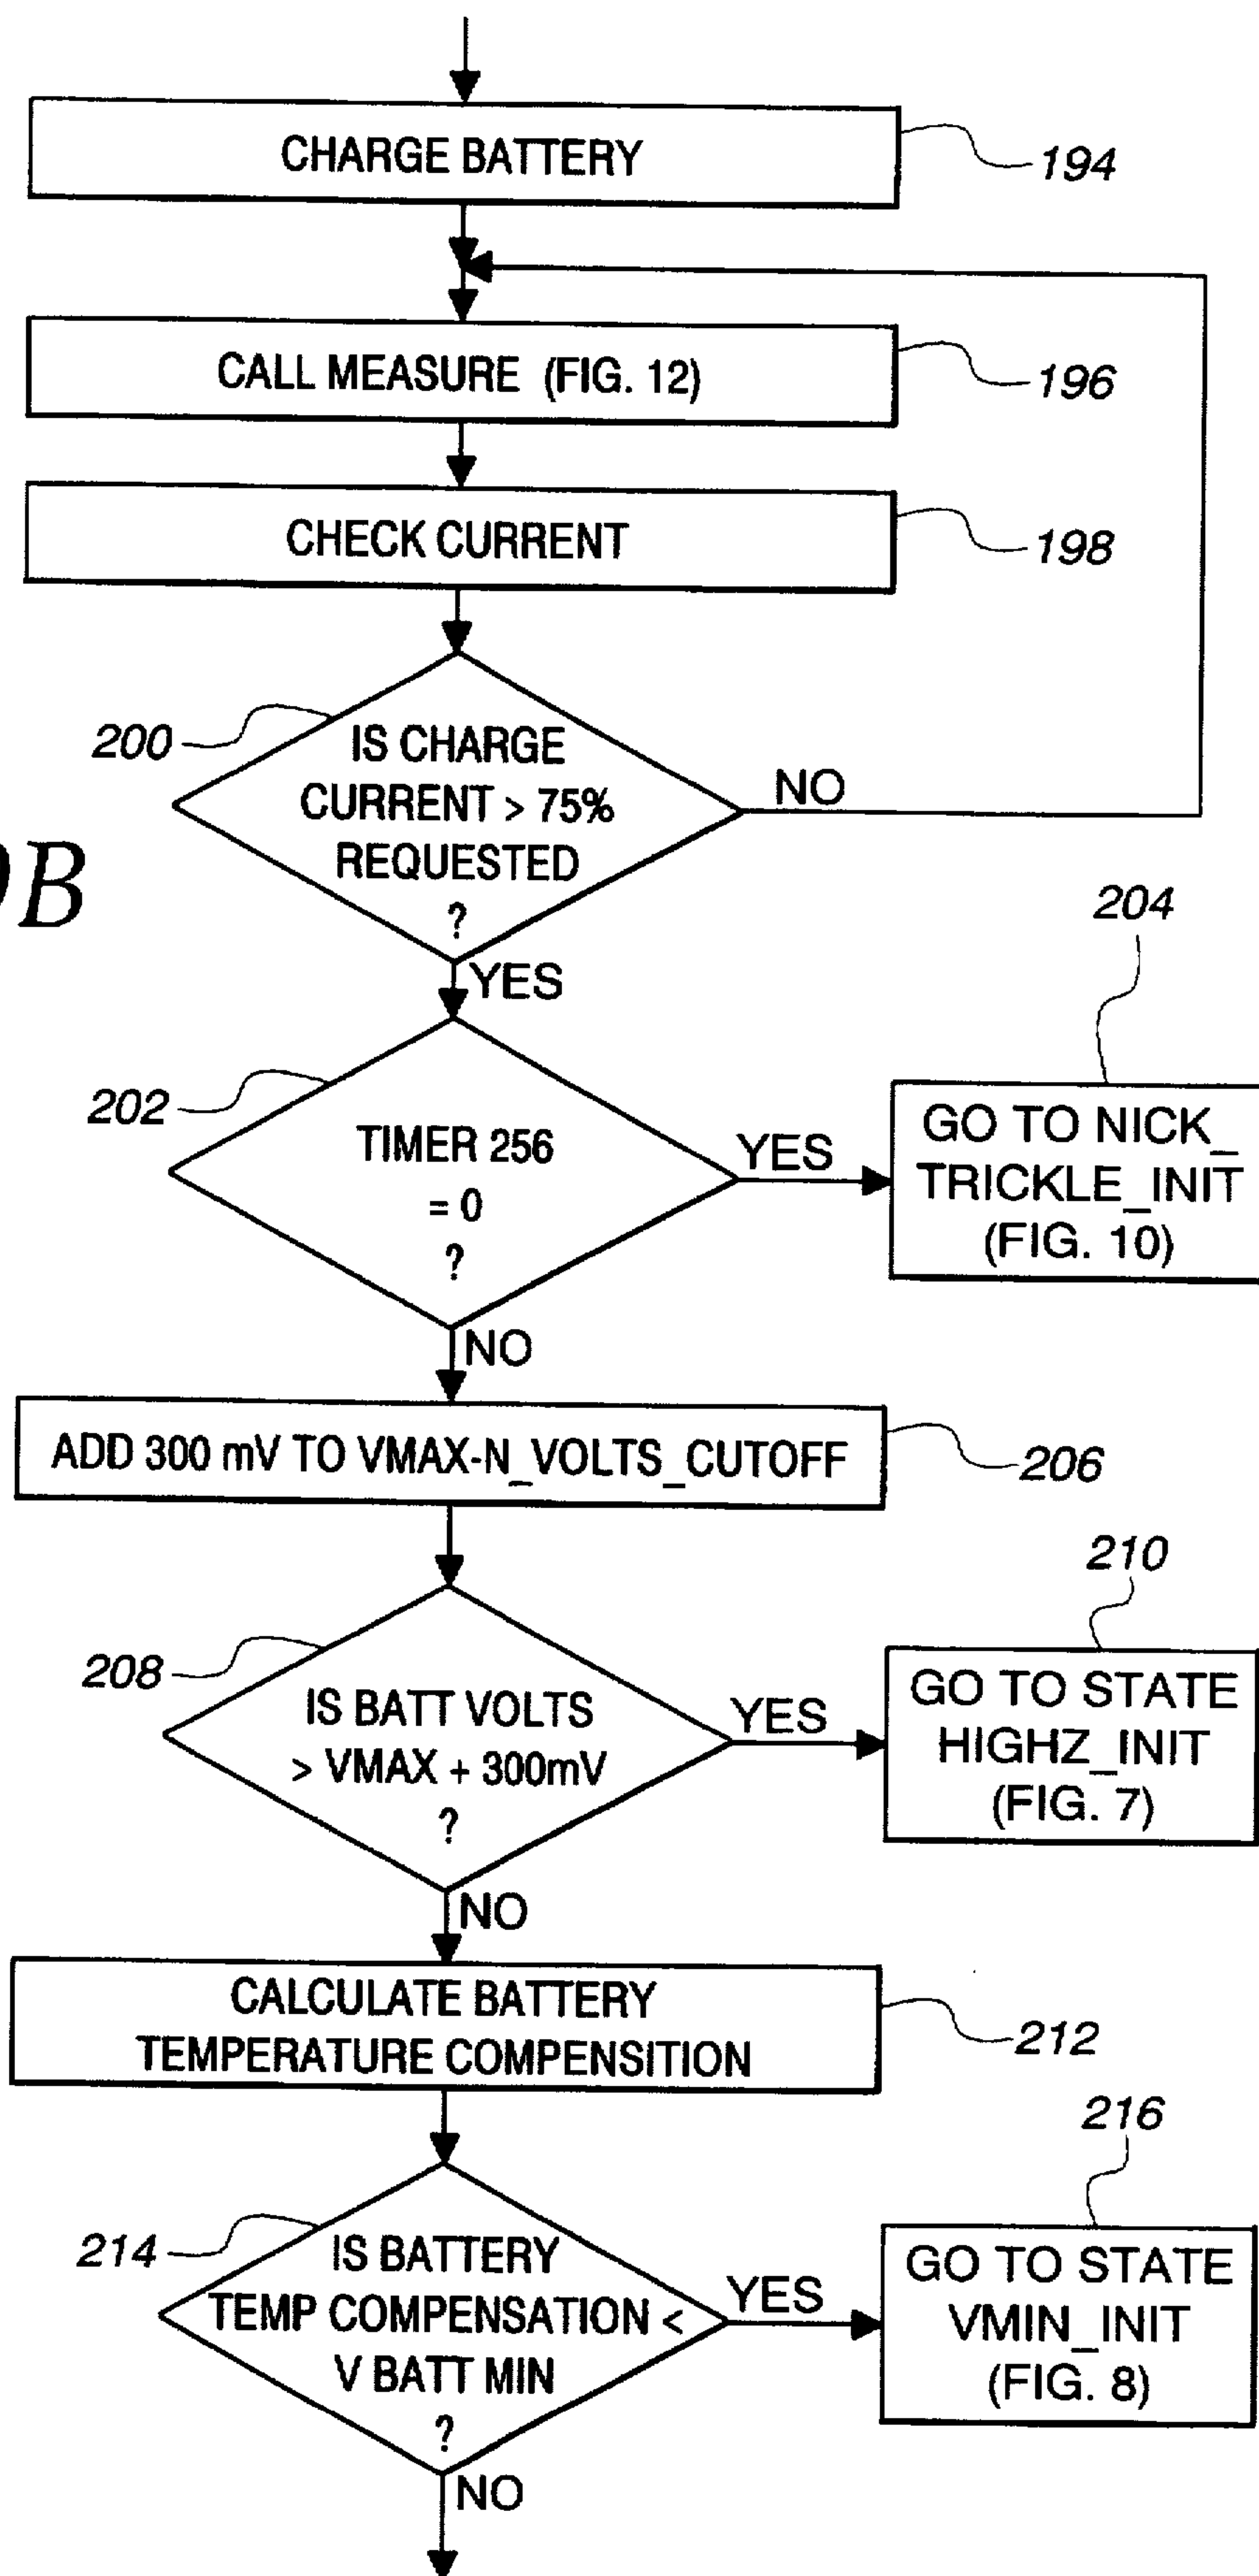 CHARGE BATTERY
194
CALL MEASURE (FIG. 12)
196
CHECK CURRENT
198
200
IS CHARGE
CURRENT > 75%
REQUESTED
?
NO
B
YES
204
202
TIMER 256
= 0
?
YES
GO TO NICK_
TRICKLE_INIT
(FIG. 10)
NO
ADD 300 mV TO VMAX-N_VOLTS_CUTOFF
206
210
208
IS BATT VOLTS
> VMAX + 300mV
?
YES
GO TO STATE
HIGHZ_INIT
(FIG. 7)
NO
CALCULATE BATTERY
TEMPERATURE COMPENSITION
212
216
214
IS BATTERY
TEMP COMPENSATION <
V BATT MIN
?
YES
GO TO STATE
VMIN_INIT
(FIG. 8)
NO